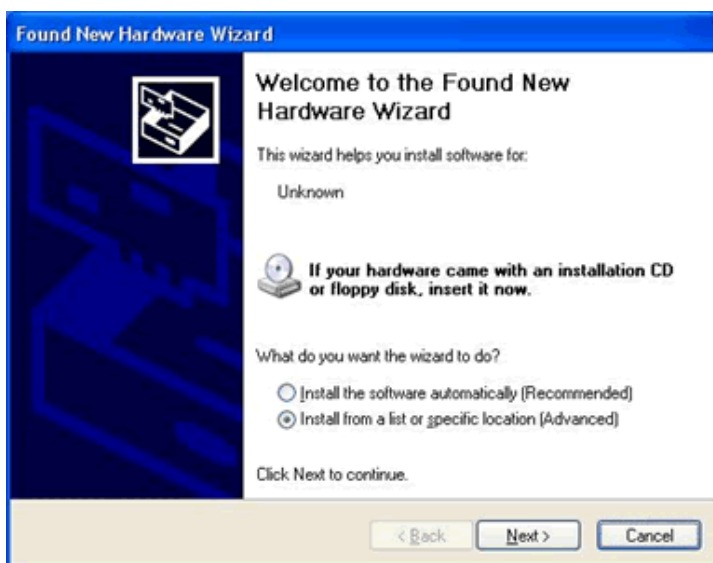 Found New Hardware Wizard
Welcome to the Found New
Hardware Wizard
This wizard helps you install software for:
Unknown
If your hardware came with an installation CD
or floppy disk, insert it now.
What do you want the wizard to do?
Install the software automatically (Recommended)
Install from a list or specific location (Advanced)
Click Next to continue.
< Back Next > Cancel